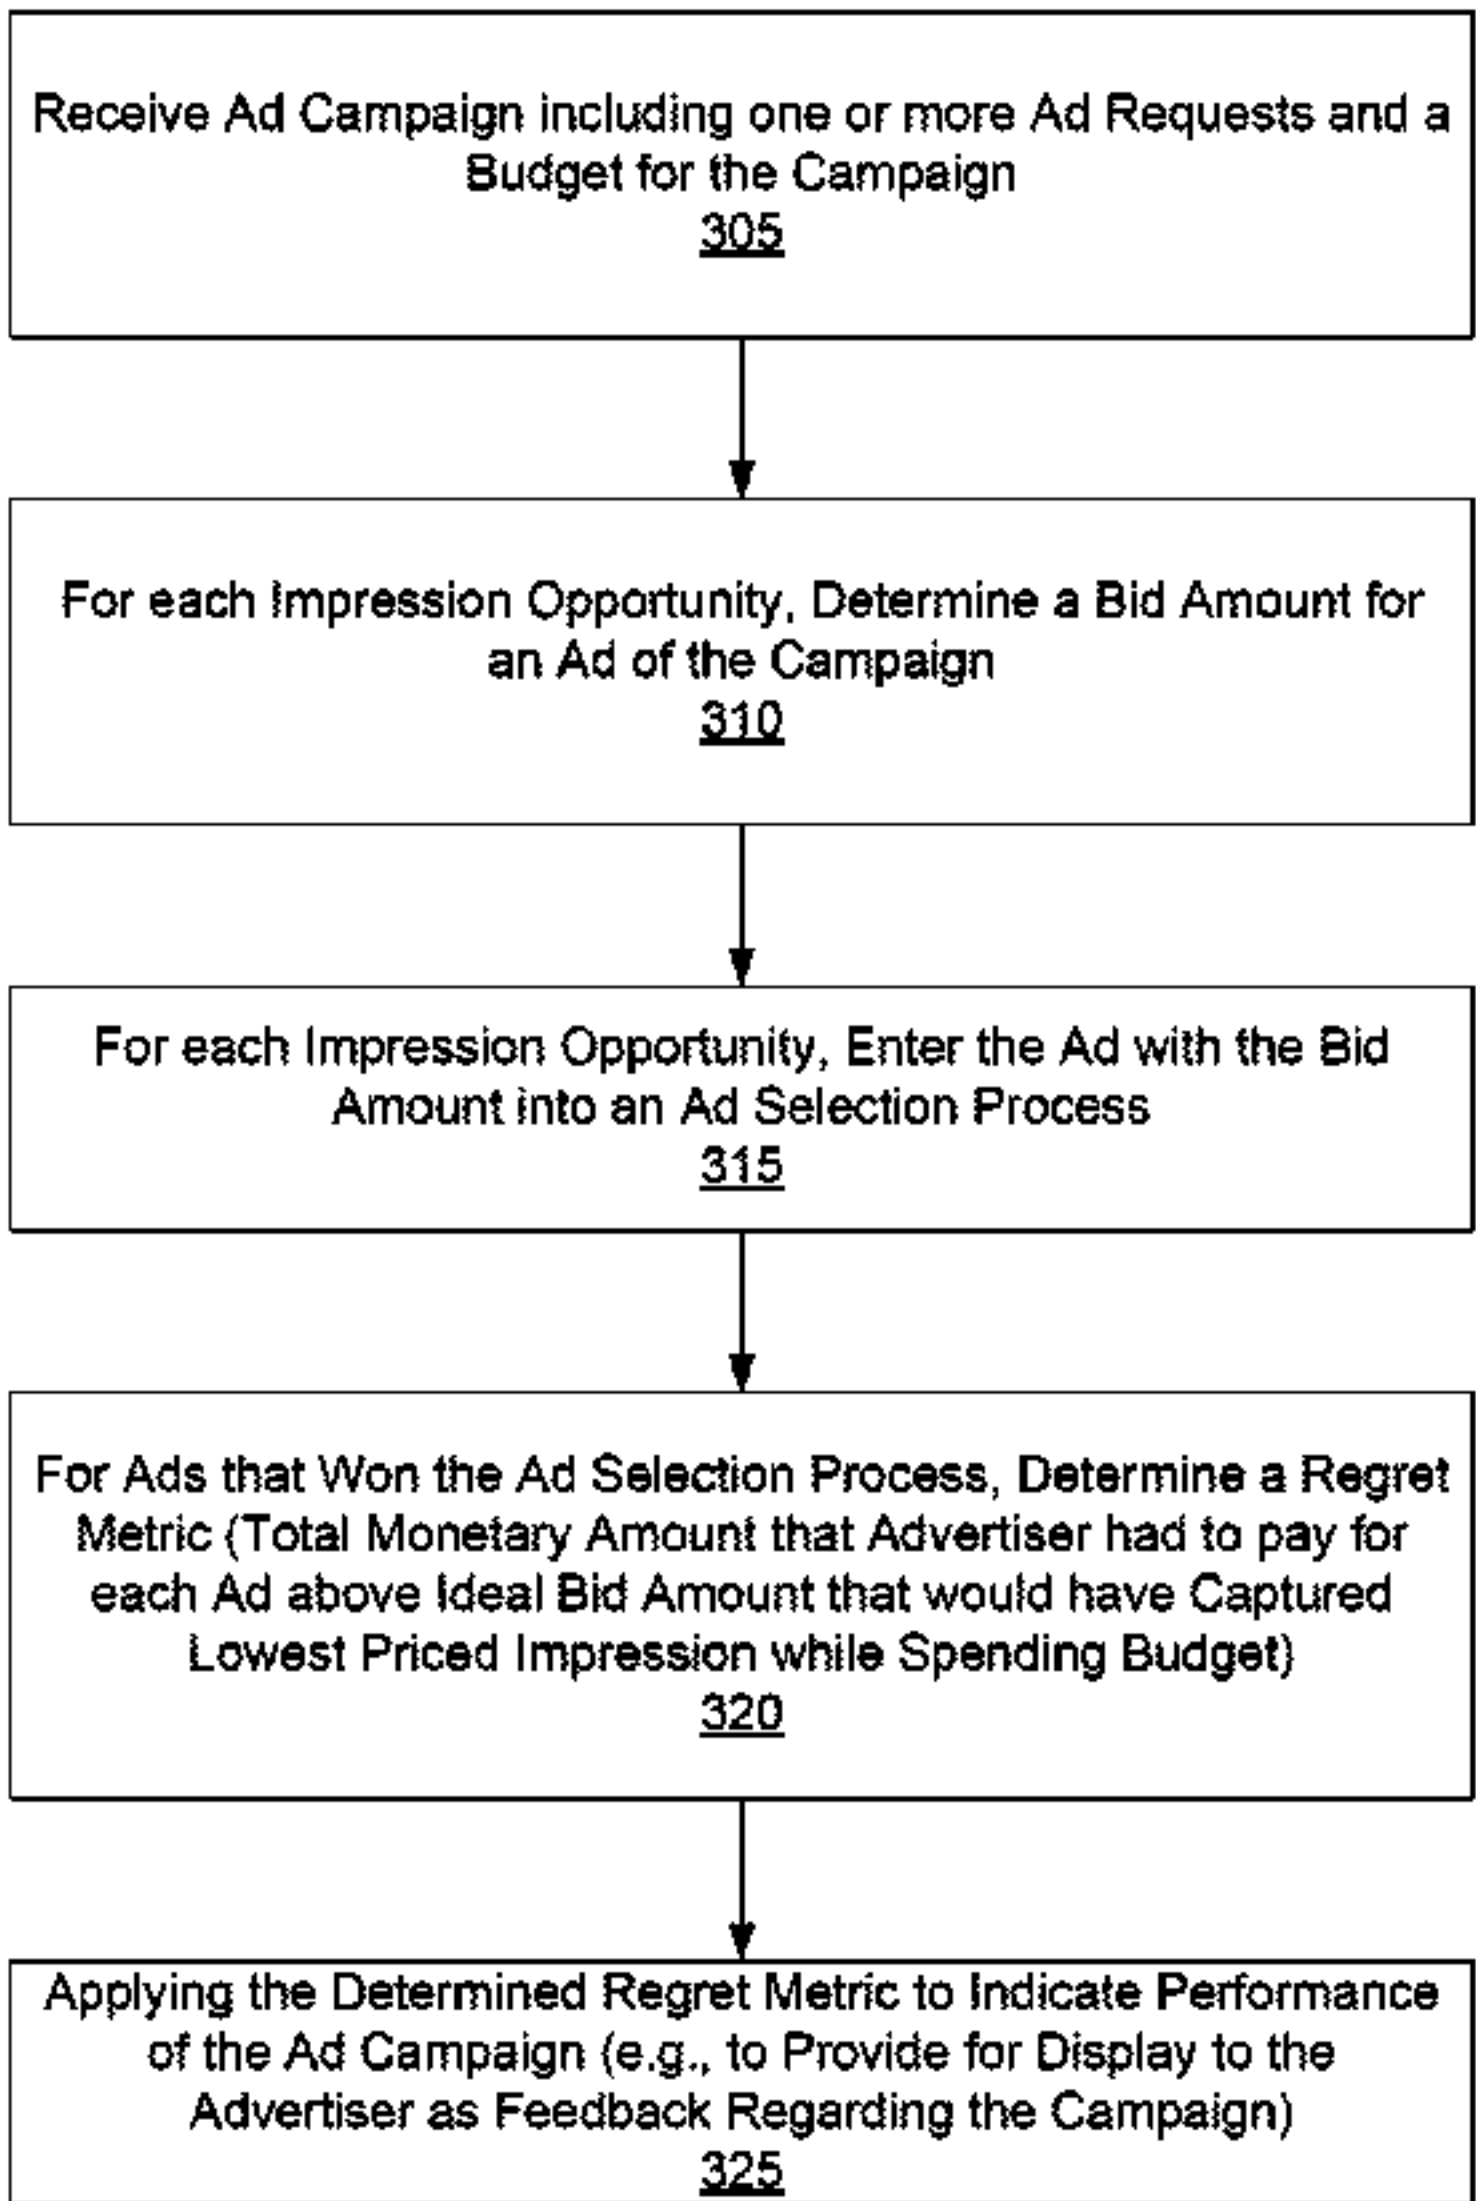 Receive Ad Campaign including one or more Ad Requests and a
Budget for the Campaign
305
For each Impression Opportunity, Determine a Bid Amount for
an Ad of the Campaign
310
For each Impression Opportunity, Enter the Ad with the Bid
Amount into an Ad Selection Process
315
For Ads that Won the Ad Selection Process, Determine a Regret
Metric (Total Monetary Amount that Advertiser had to pay for
each Ad above Ideal Bid Amount that would have Captured
Lowest Priced Impression while Spending Budget)
320
Applying the Determined Regret Metric to Indicate Performance
of the Ad Campaign (e.g., to Provide for Display to the
Advertiser as Feedback Regarding the Campaign)
325